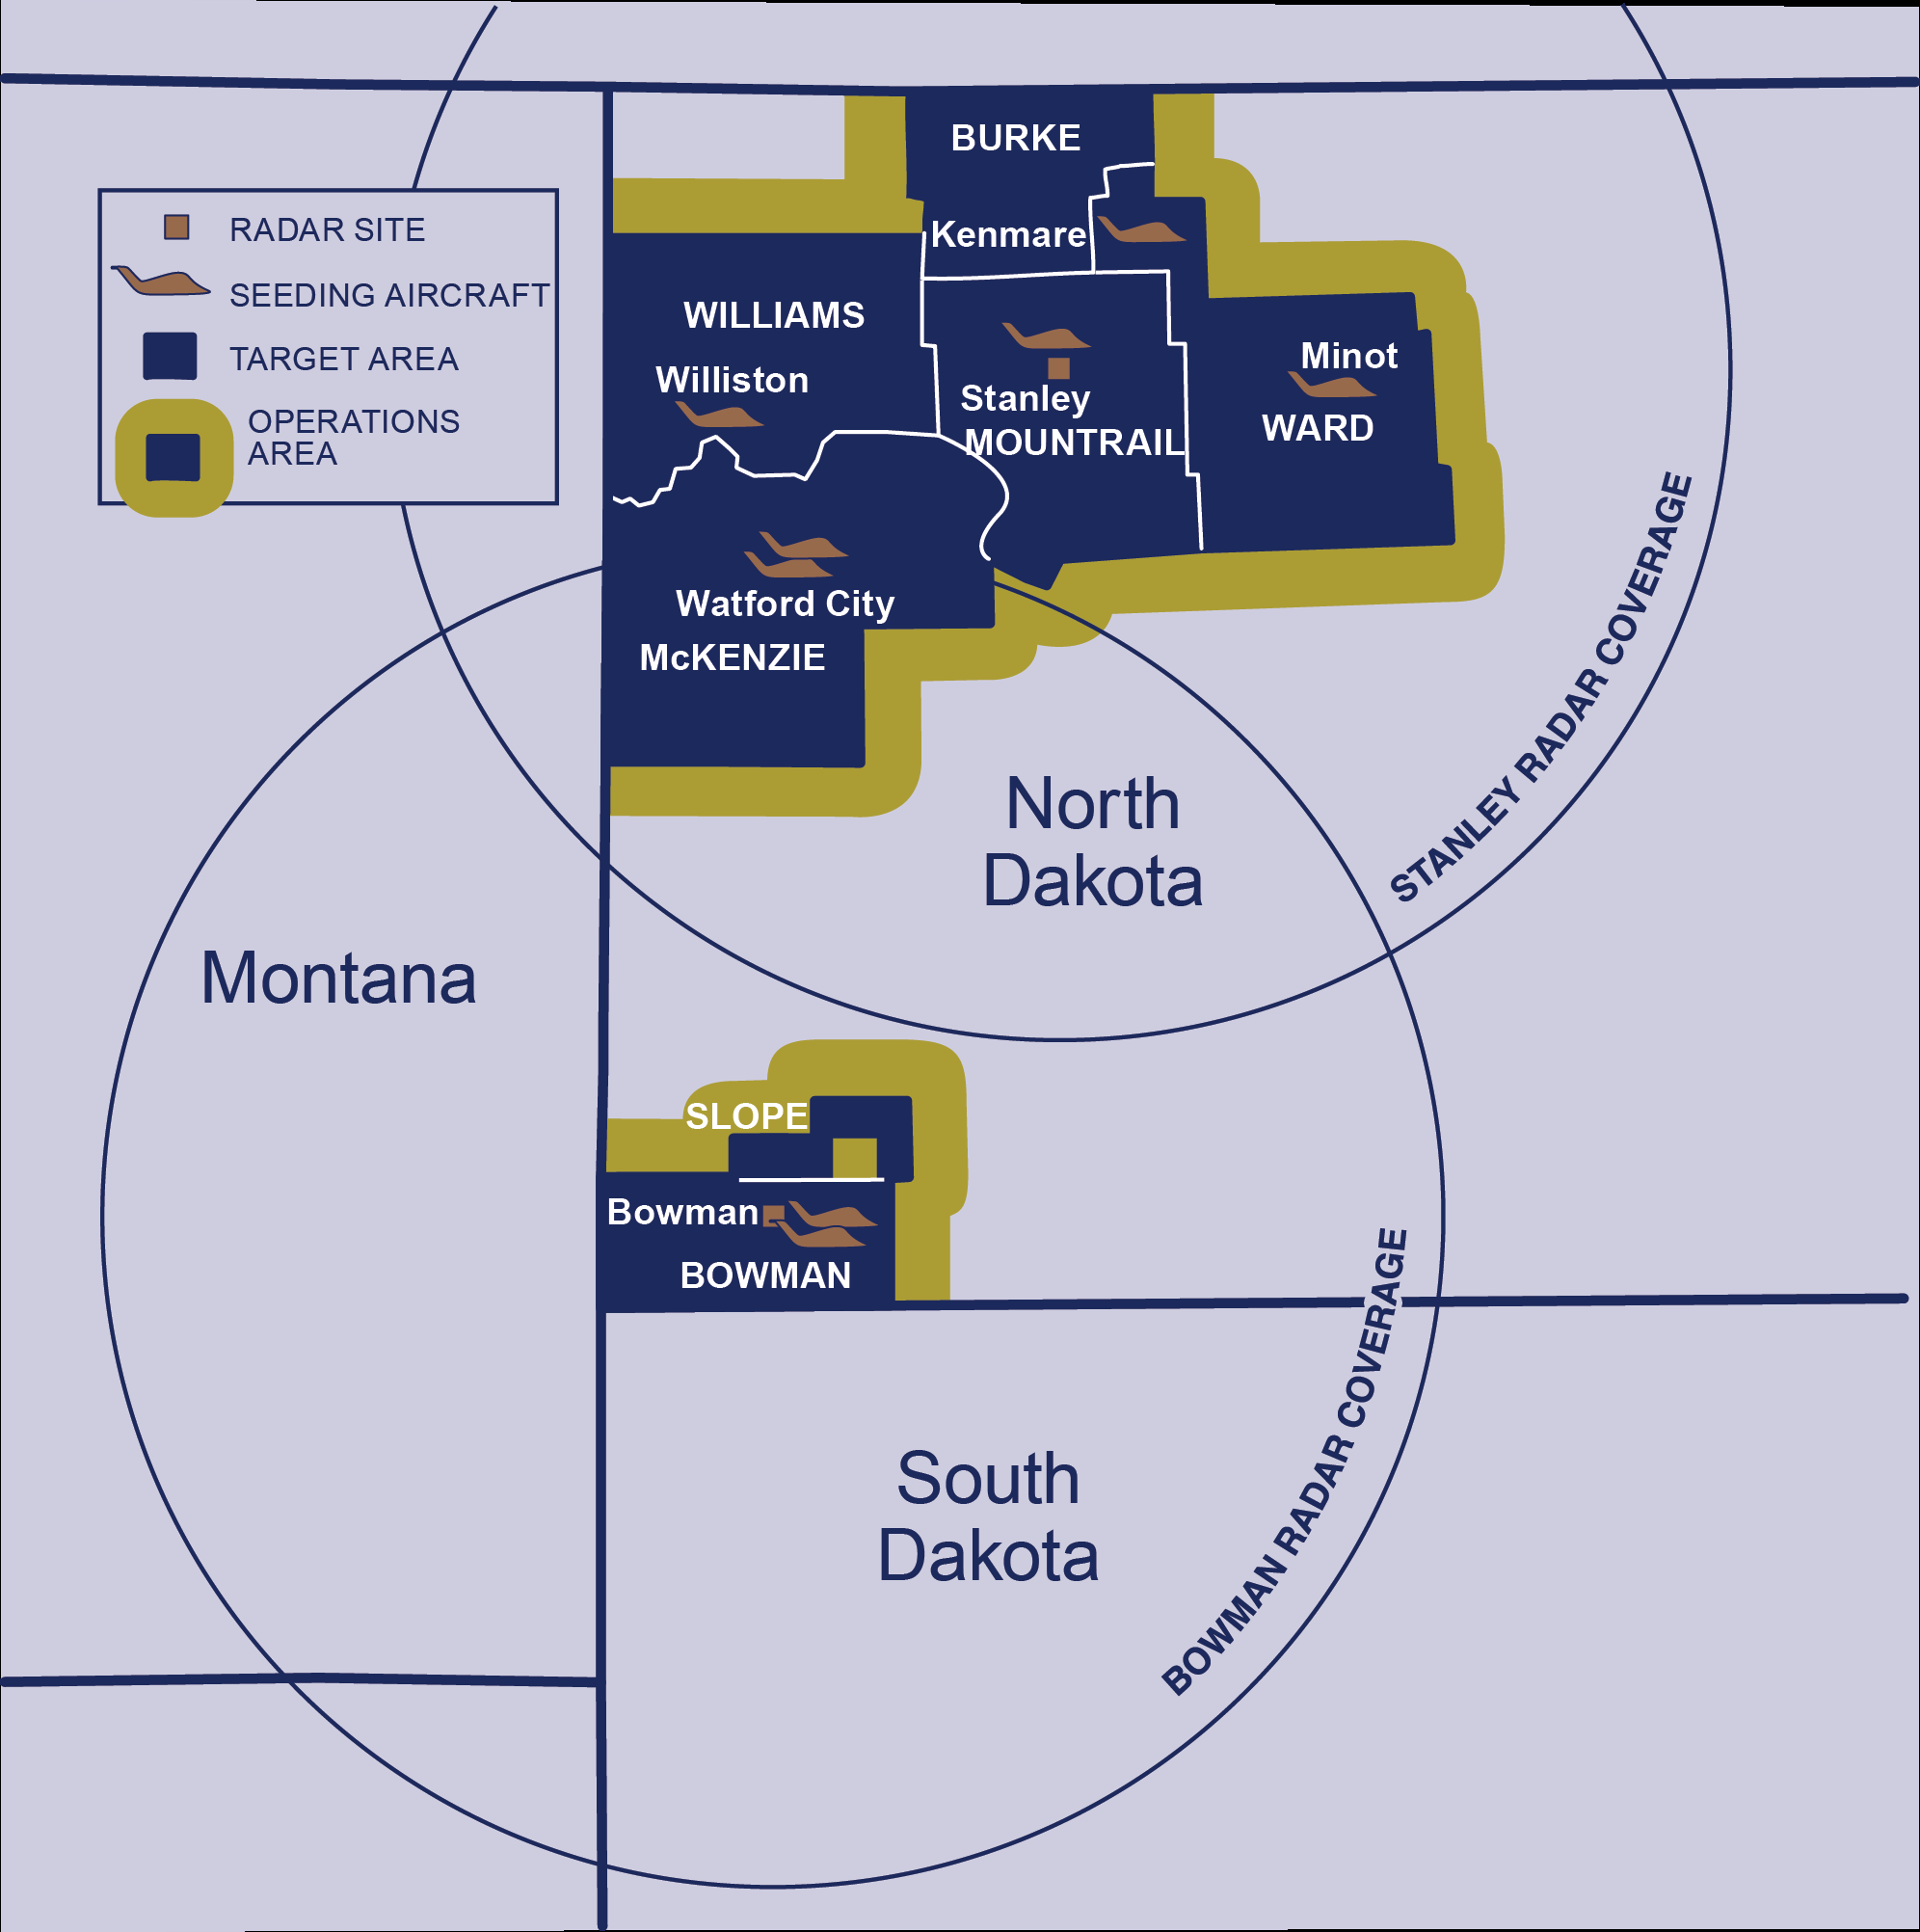 BURKE
Kenmare
RADAR SITE
SEEDING AIRCRAFT
TARGET AREA
OPERATIONS
AREA
WILLIAMS
Williston
Stanley
MOUNTRAIL
Minot
WARD
Watford City
McKENZIE
STANLEY RADAR COVERAGE
North
Dakota
Montana
SLOPE
Bowman
BOWMAN
BOWMAN RADAR COVERAGE
South
Dakota